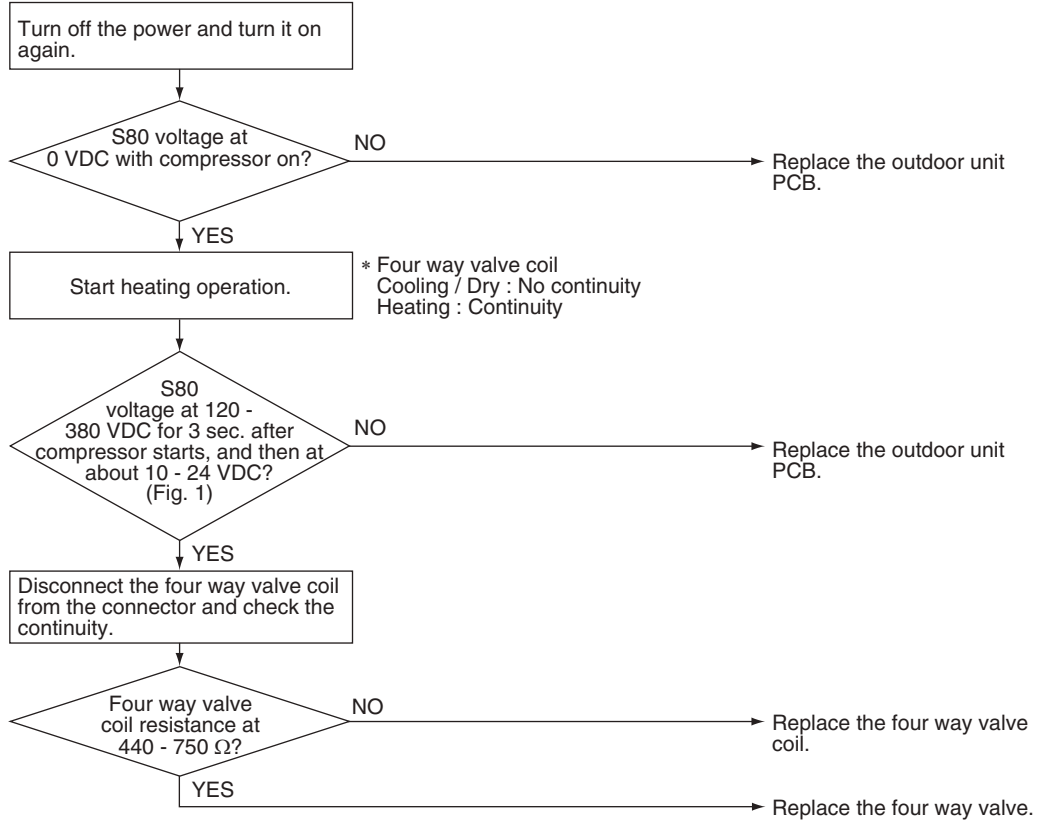 Turn off the power and turn it on
again.
S80 voltage at
0 VDC with compressor on?
NO
Replace the outdoor unit
PCB.
YES
Start heating operation.
* Four way valve coil
Cooling / Dry : No continuity
Heating : Continuity
S80
voltage at 120 -
380 VDC for 3 sec. after
compressor starts, and then at
about 10 - 24 VDC?
(Fig. 1)
NO
Replace the outdoor unit
PCB.
YES
Disconnect the four way valve coil
from the connector and check the
continuity.
Four way valve
coil resistance at
440 - 750 Ω?
NO
Replace the four way valve
coil.
YES
Replace the four way valve.